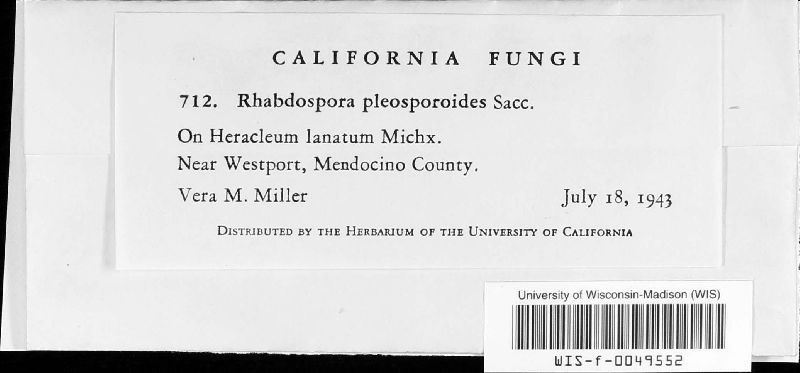 CALIFORNIA FUNGI
712. Rhabdospora pleosporoides Sacc.
On Heracleum lanatum Michx.
Near Westport, Mendocino County.
Vera M. Miller July 18, 1943
Distributed by the Herbarium of the University of California
University of Wisconsin-Madison (WIS)
WIS-f-0049552